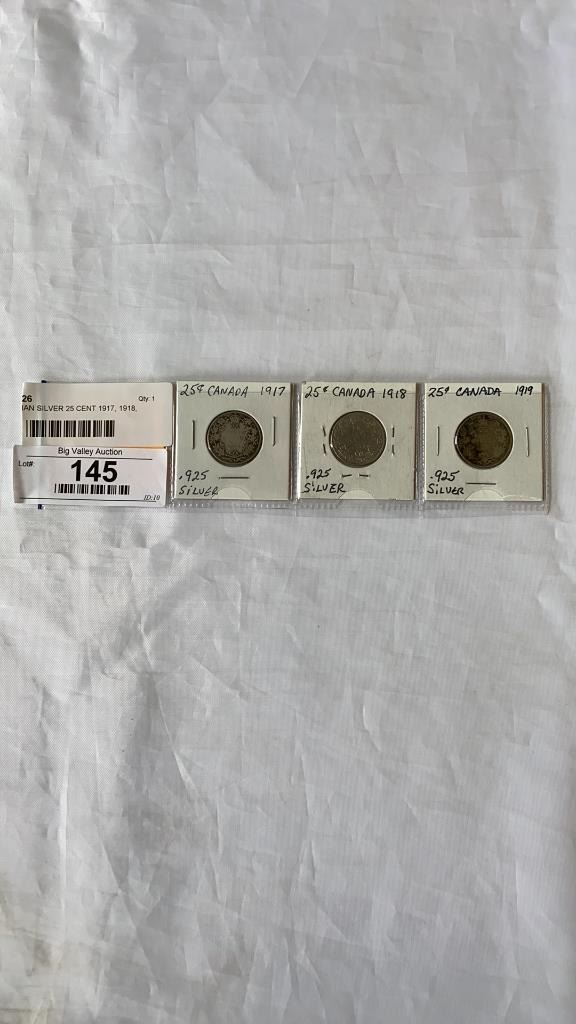 26 Qty: 1
IAN SILVER 25 CENT 1917, 1918,
Big Valley Auction
Lot#: 145
ID:10
25¢ CANADA 1917
.925
SILVER
25¢ CANADA 1918
.925
SILVER
25¢ CANADA 1919
.925
SILVER